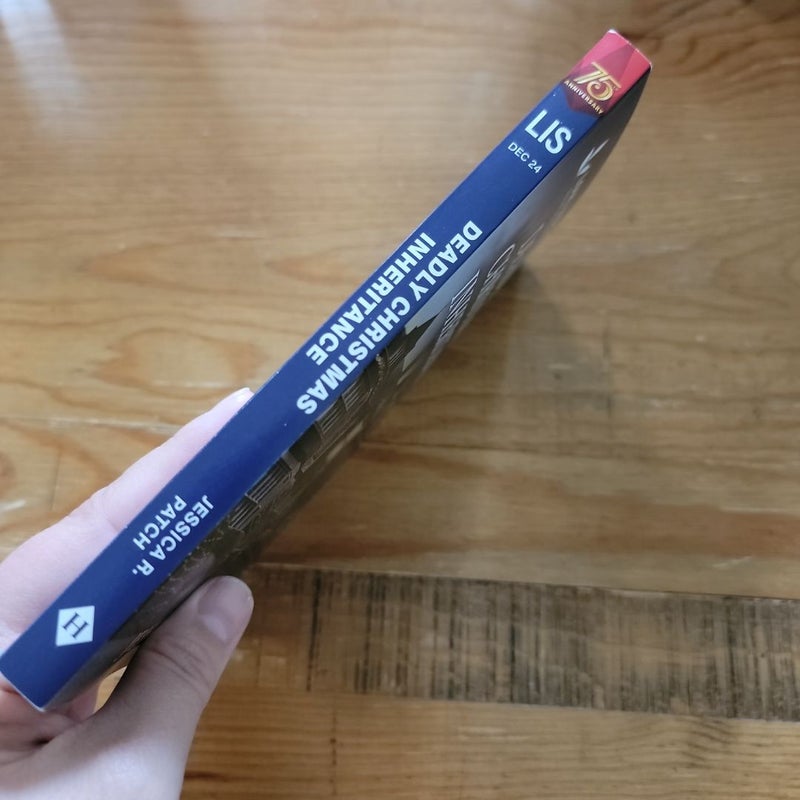 75
ANNIVERSARY
LIS
DEC 24
DEADLY CHRISTMAS
INHERITANCE
JESSICA R.
PATCH
H